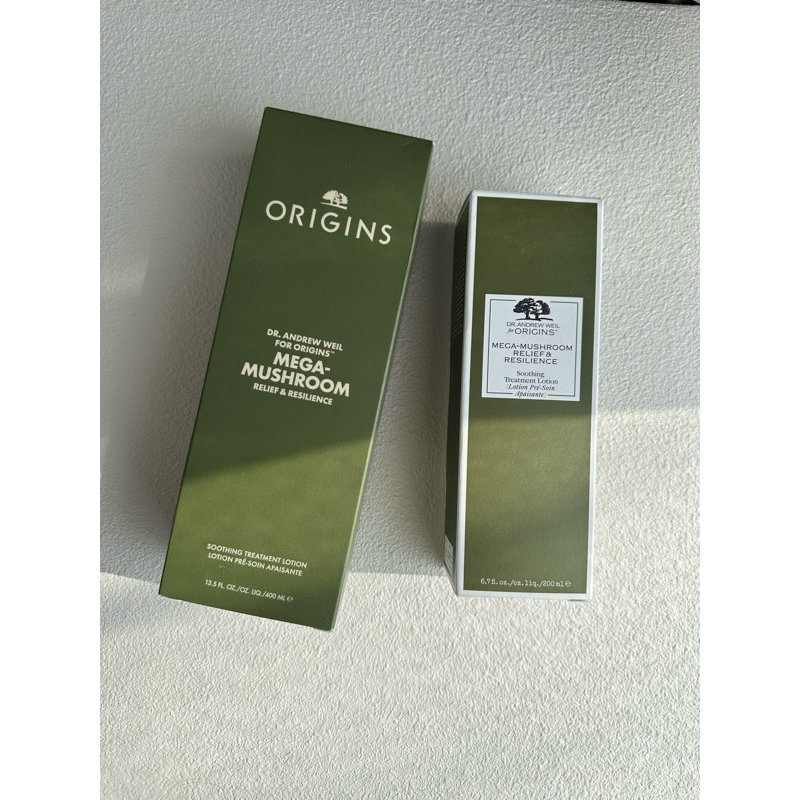 ORIGINS
DR. ANDREW WEIL
FOR ORIGINS™
MEGA-
MUSHROOM
RELIEF & RESILIENCE
SOOTHING TREATMENT LOTION
LOTION PRÉ-SOIN APAISANTE
13.5 FL. OZ./OZ. LIQ./400 ML ℮
DR. ANDREW WEIL
for ORIGINS™
MEGA-MUSHROOM
RELIEF &
RESILIENCE
Soothing
Treatment Lotion
(Lotion Pré-Soin
Apaisante)
6.7 fl. oz./oz. liq./200 ml ℮